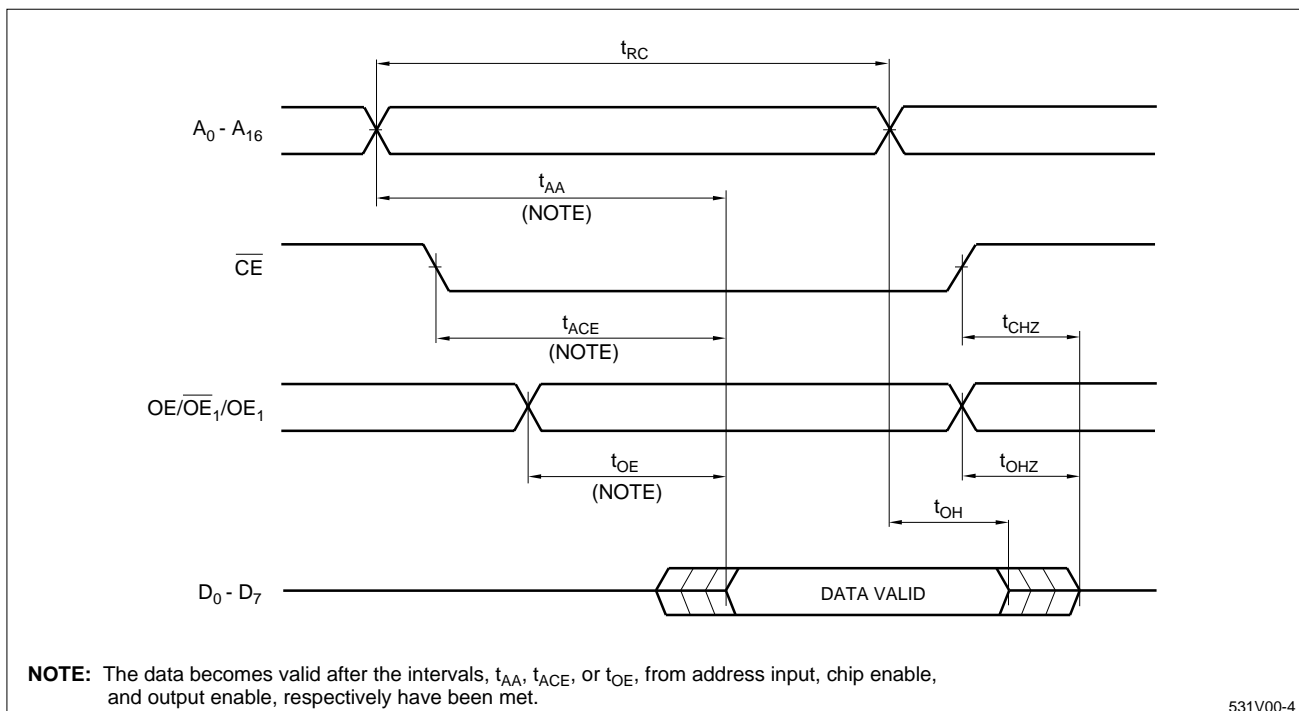 tRC
A0 - A16
tAA
(NOTE)
CE
tACE
(NOTE)
tCHZ
OE/OE1/OE1
tOE
(NOTE)
tOHZ
tOH
D0 - D7
DATA VALID
NOTE: The data becomes valid after the intervals, tAA, tACE, or tOE, from address input, chip enable,
and output enable, respectively have been met.
531V00-4